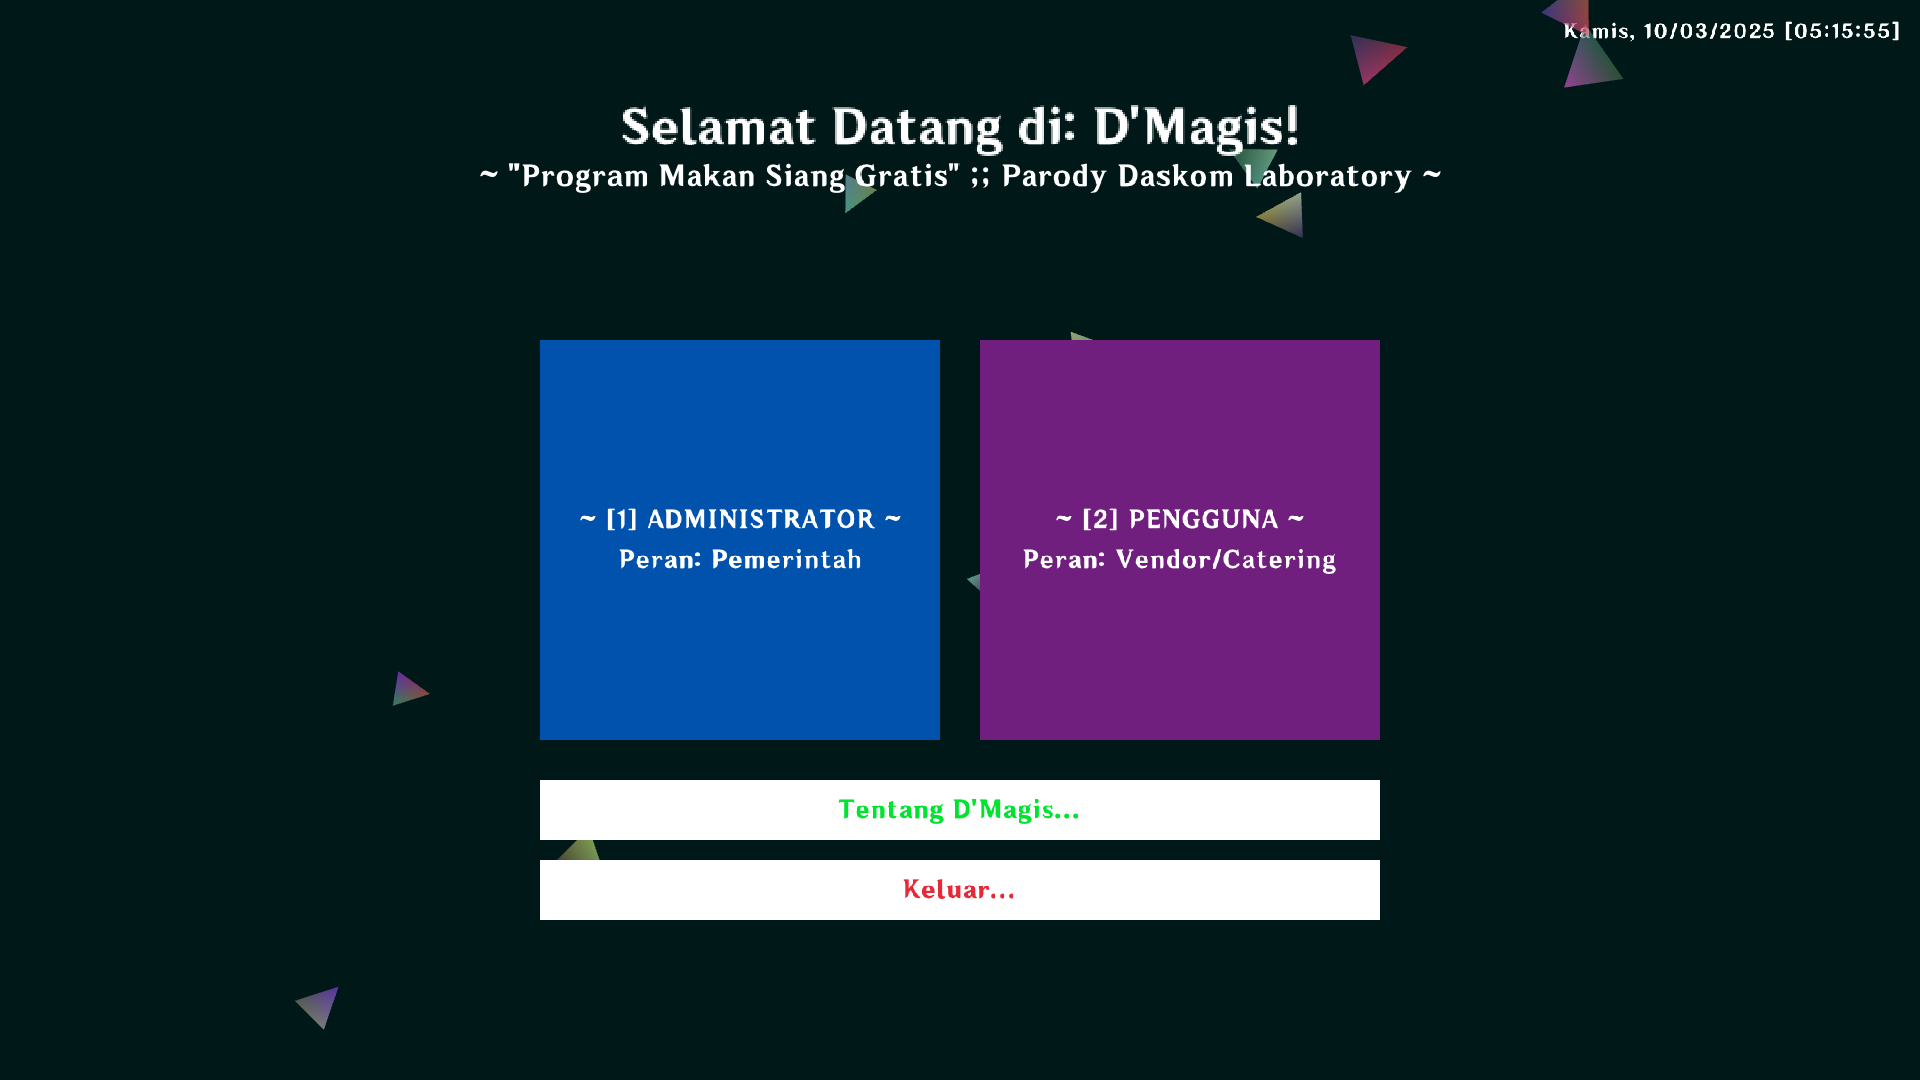 Kamis, 10/03/2025 [05:15:55]
Selamat Datang di: D'Magis!
~ "Program Makan Siang Gratis" ;; Parody Daskom Laboratory ~
~ [1] ADMINISTRATOR ~
Peran: Pemerintah
~ [2] PENGGUNA ~
Peran: Vendor/Catering
Tentang D'Magis...
Keluar...